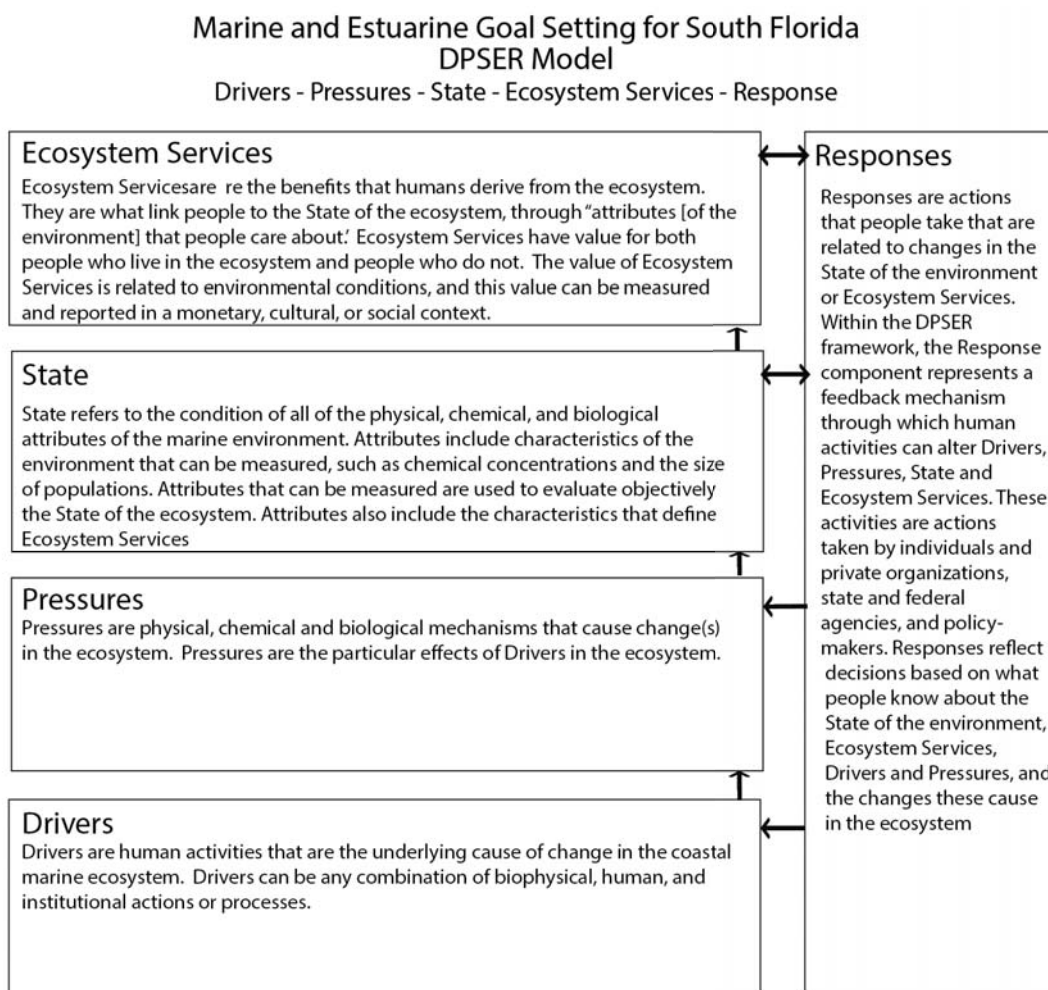 Marine and Estuarine Goal Setting for South Florida
DPSER Model
Drivers - Pressures - State - Ecosystem Services - Response
Ecosystem Services
Ecosystem Servicesare  re the benefits that humans derive from the ecosystem.
They are what link people to the State of the ecosystem, through “attributes [of the
environment] that people care about.’ Ecosystem Services have value for both
people who live in the ecosystem and people who do not.  The value of Ecosystem
Services is related to environmental conditions, and this value can be measured
and reported in a monetary, cultural, or social context.
State
State refers to the condition of all of the physical, chemical, and biological
attributes of the marine environment. Attributes include characteristics of the
environment that can be measured, such as chemical concentrations and the size
of populations. Attributes that can be measured are used to evaluate objectively
the State of the ecosystem. Attributes also include the characteristics that define
Ecosystem Services
Pressures
Pressures are physical, chemical and biological mechanisms that cause change(s)
in the ecosystem.  Pressures are the particular effects of Drivers in the ecosystem.
Drivers
Drivers are human activities that are the underlying cause of change in the coastal
marine ecosystem.  Drivers can be any combination of biophysical, human, and
institutional actions or processes.
Responses
Responses are actions
that people take that are
related to changes in the
State of the environment
or Ecosystem Services.
Within the DPSER
framework, the Response
component represents a
feedback mechanism
through which human
activities can alter Drivers,
Pressures, State and
Ecosystem Services. These
activities are actions
taken by individuals and
private organizations,
state and federal
agencies, and policy-
makers. Responses reflect
decisions based on what
people know about the
State of the environment,
Ecosystem Services,
Drivers and Pressures, and
the changes these cause
in the ecosystem